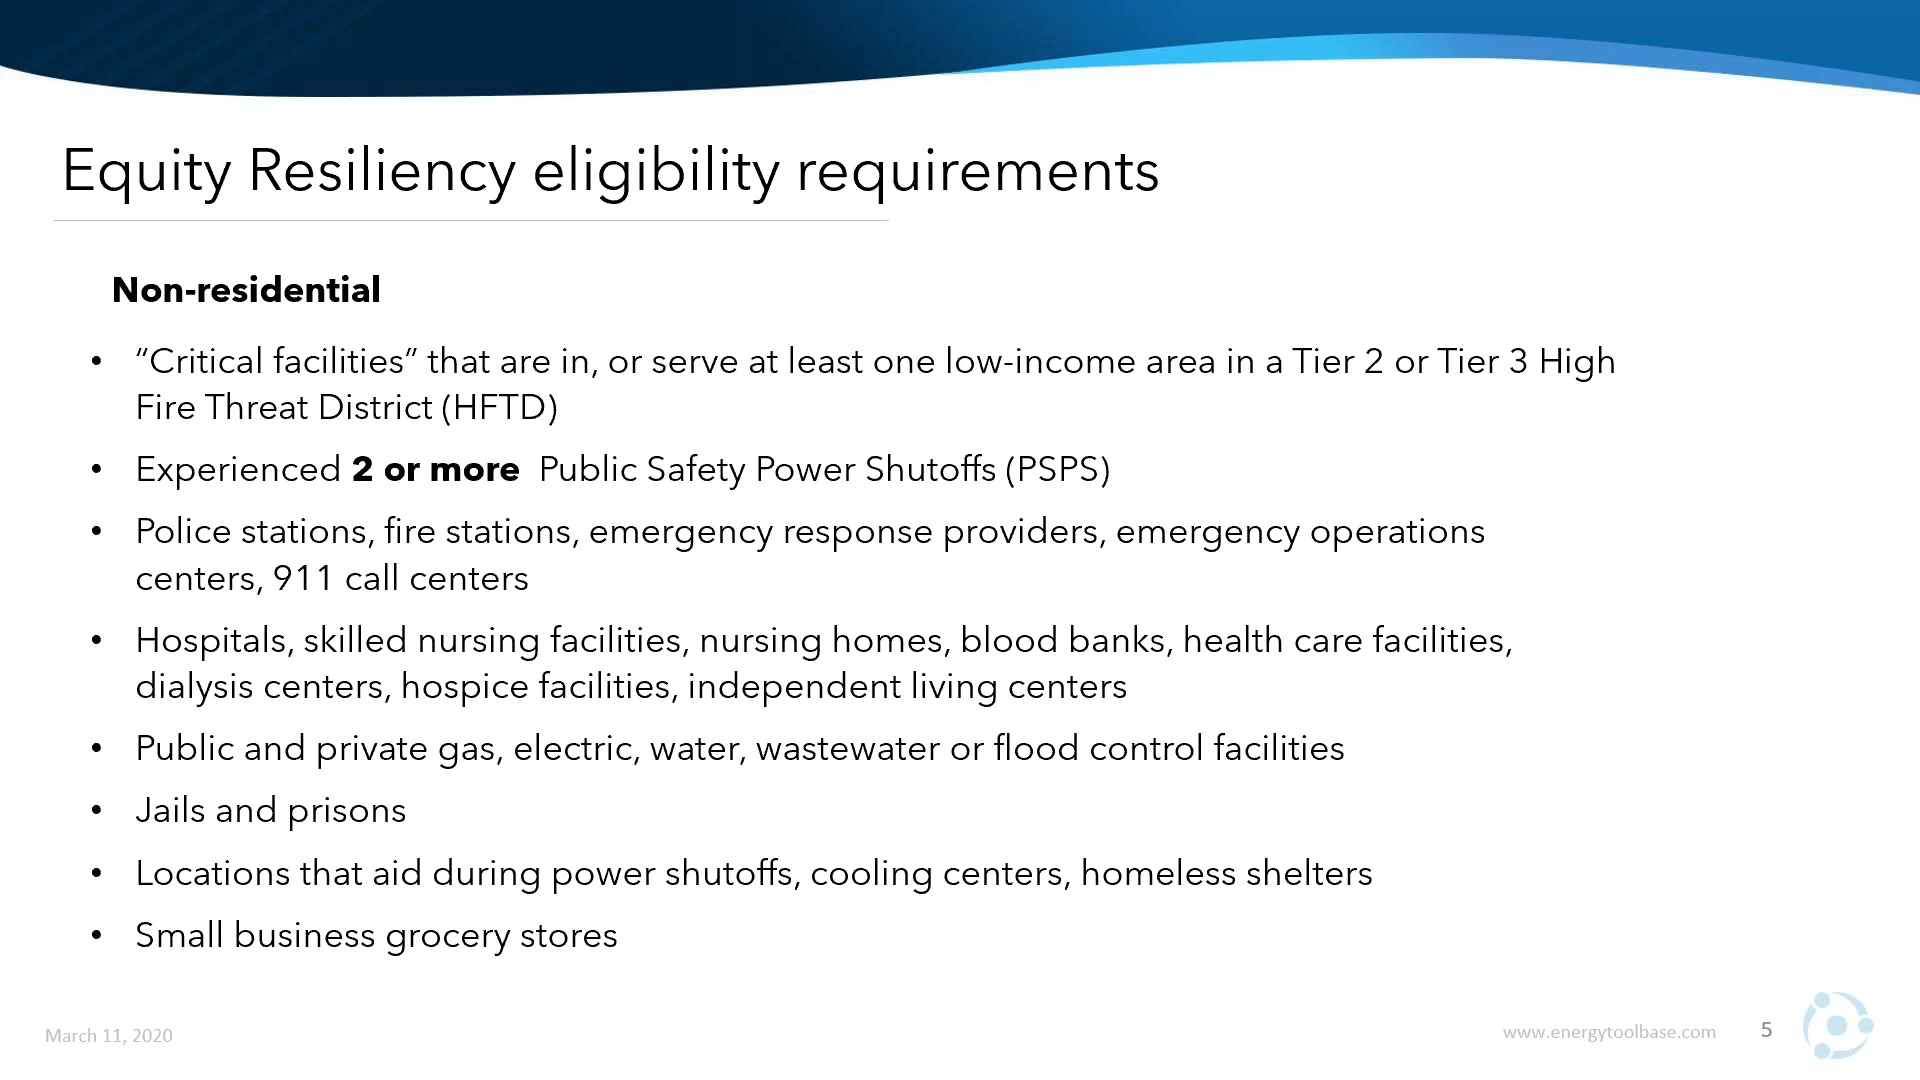 Equity Resiliency eligibility requirements
Non-residential
• “Critical facilities” that are in, or serve at least one low-income area in a Tier 2 or Tier 3 High
Fire Threat District (HFTD)
• Experienced 2 or more Public Safety Power Shutoffs (PSPS)
• Police stations, fire stations, emergency response providers, emergency operations
centers, 911 call centers
• Hospitals, skilled nursing facilities, nursing homes, blood banks, health care facilities,
dialysis centers, hospice facilities, independent living centers
• Public and private gas, electric, water, wastewater or flood control facilities
• Jails and prisons
• Locations that aid during power shutoffs, cooling centers, homeless shelters
• Small business grocery stores
March 11, 2020
www.energytoolbase.com
5